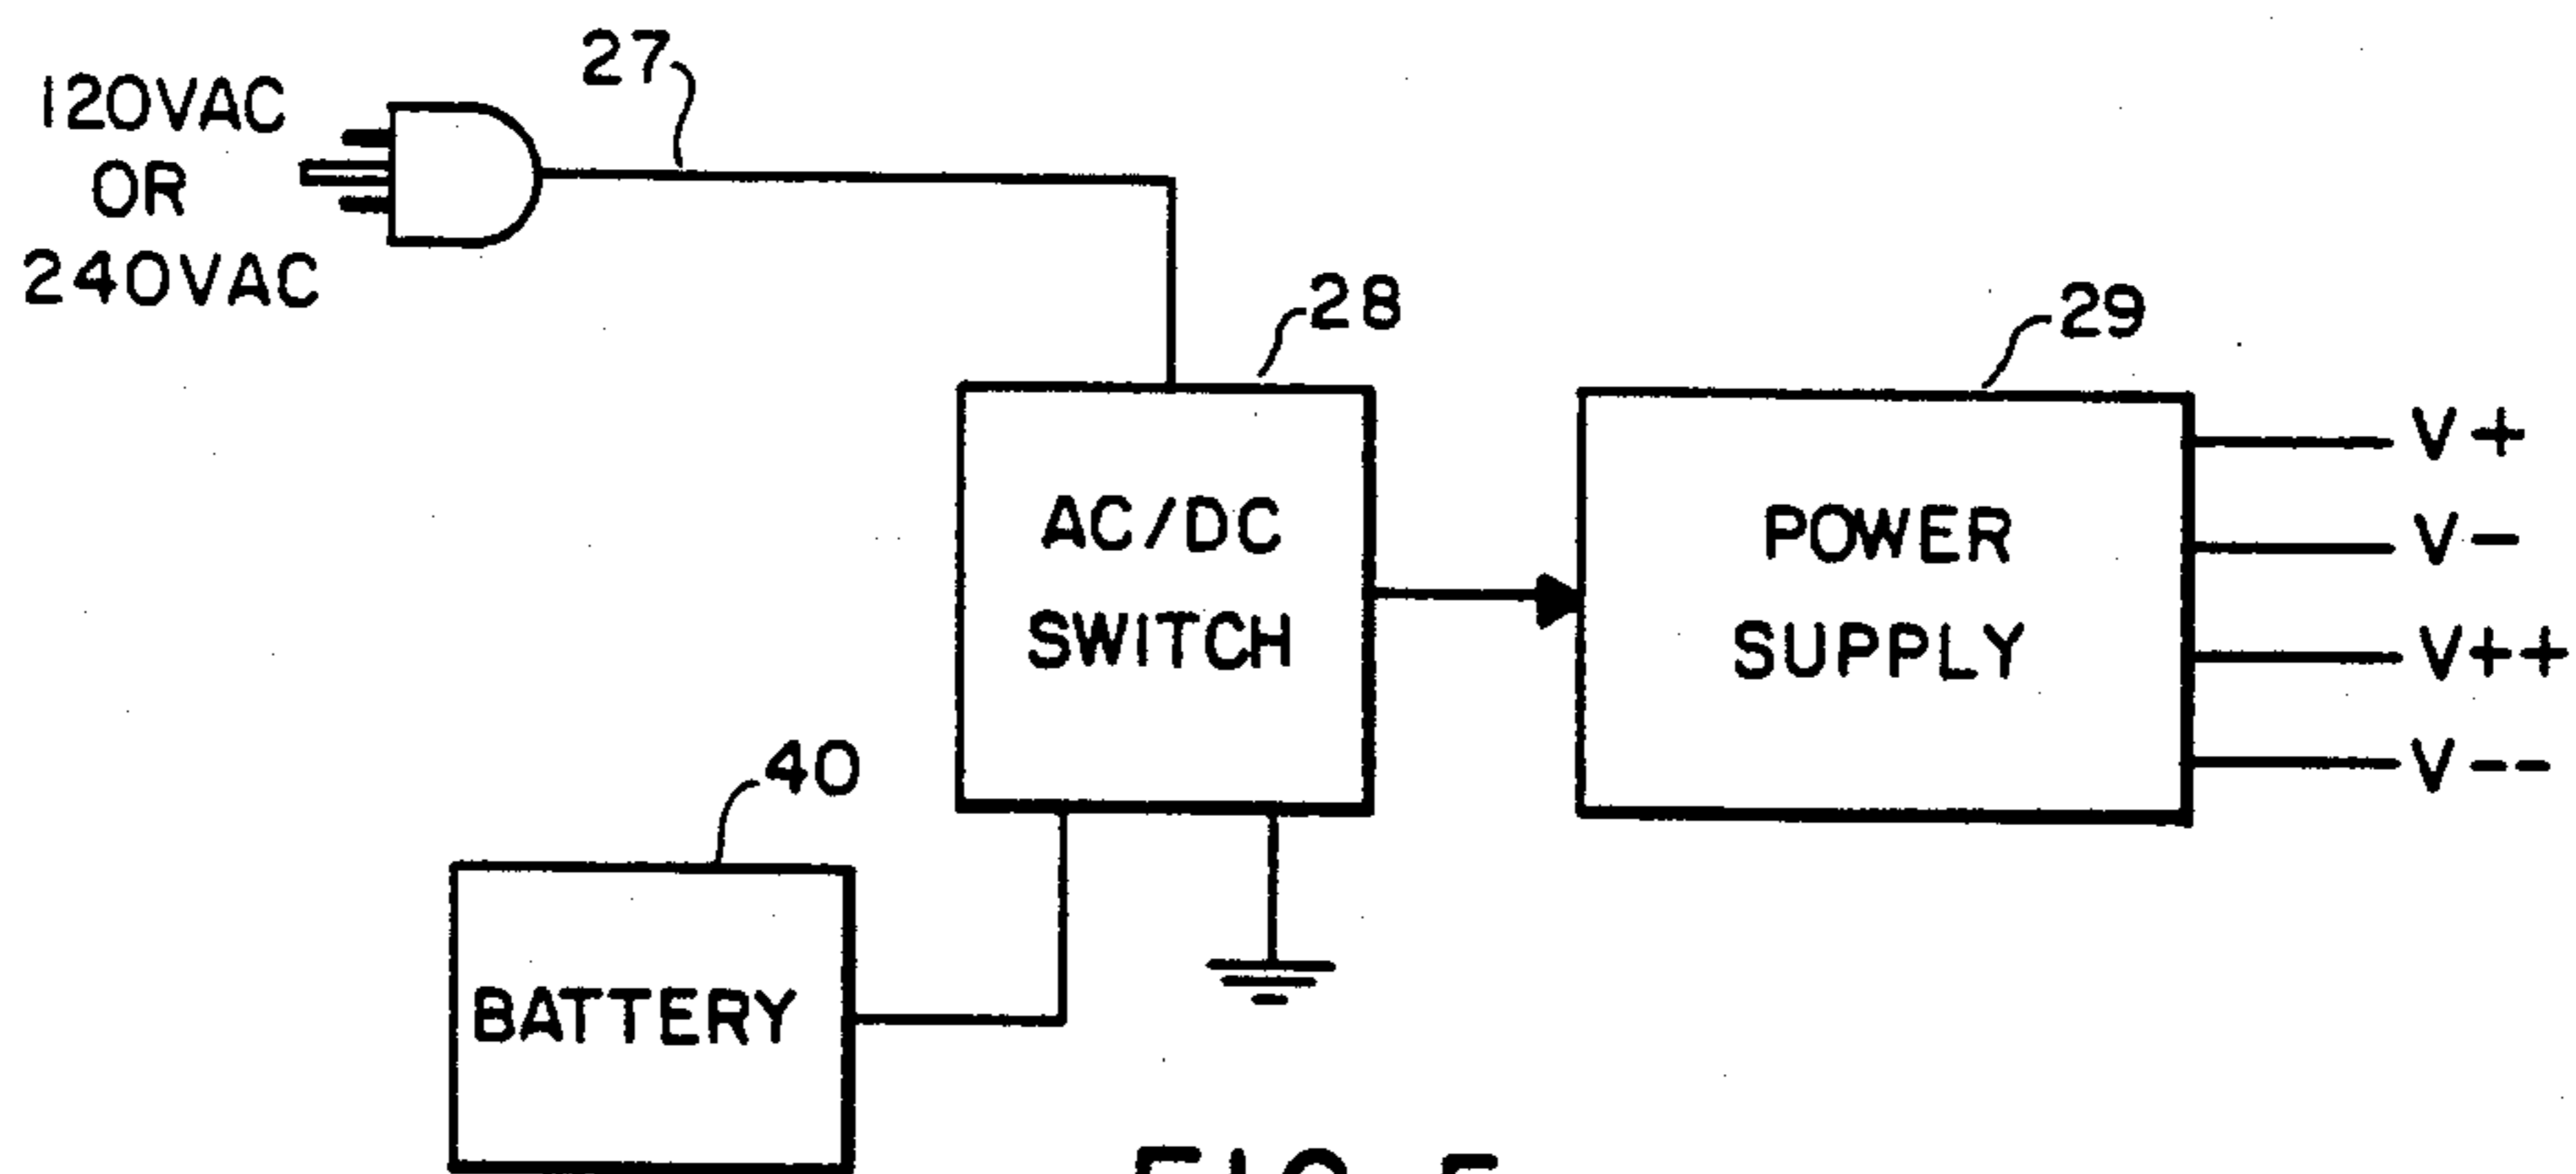 27
120VAC
OR
240VAC
28
29
AC/DC
SWITCH
POWER
SUPPLY
V+
V-
V++
V--
40
BATTERY